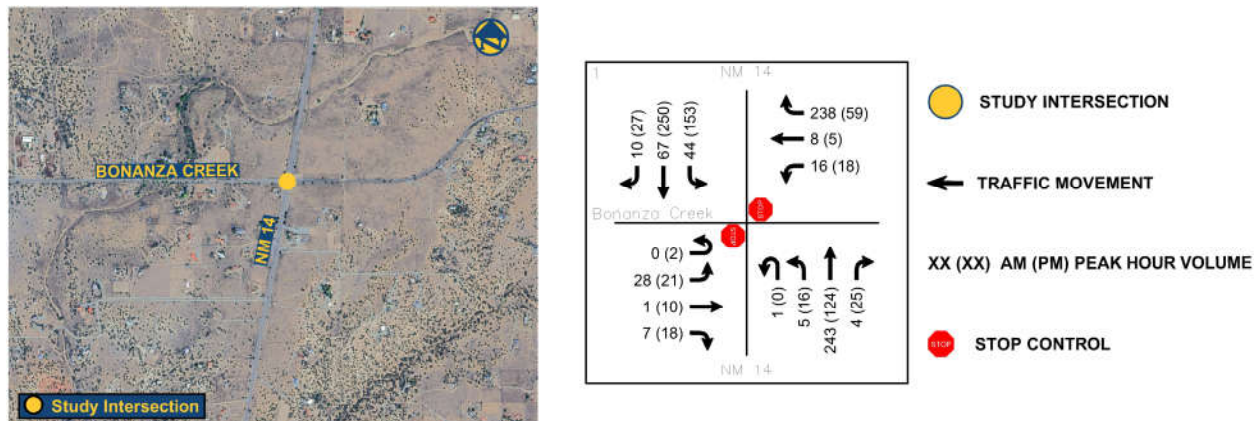 BONANZA CREEK
NM 14
Study Intersection
1
NM 14
10 (27)
67 (250)
44 (153)
238 (59)
8 (5)
16 (18)
Bonanza Creek
STOP
STOP
0 (2)
28 (21)
1 (10)
7 (18)
1 (0)
5 (16)
243 (124)
4 (25)
NM 14
STUDY INTERSECTION
TRAFFIC MOVEMENT
XX (XX) AM (PM) PEAK HOUR VOLUME
STOP
STOP CONTROL